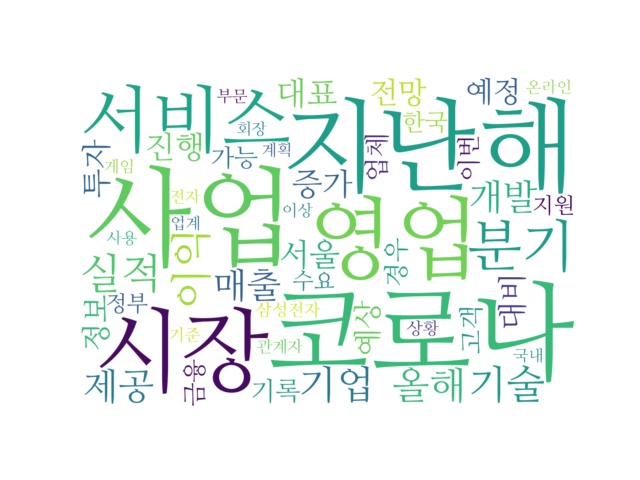 서비스
부문
대표
전망
예정
온라인
지난해
회장
한국
진행
투자
게임
가능
계획
업체
이번
증가
개발
지원
사업
전자
이상
영업
분기
업계
사용
서울
경우
실적
이익
매출
수요
대비
정보
정부
삼성전자
예상
상황
고객
시장
코로나
기준
관계자
국내
제공
금융
기록
기업
올해
기술